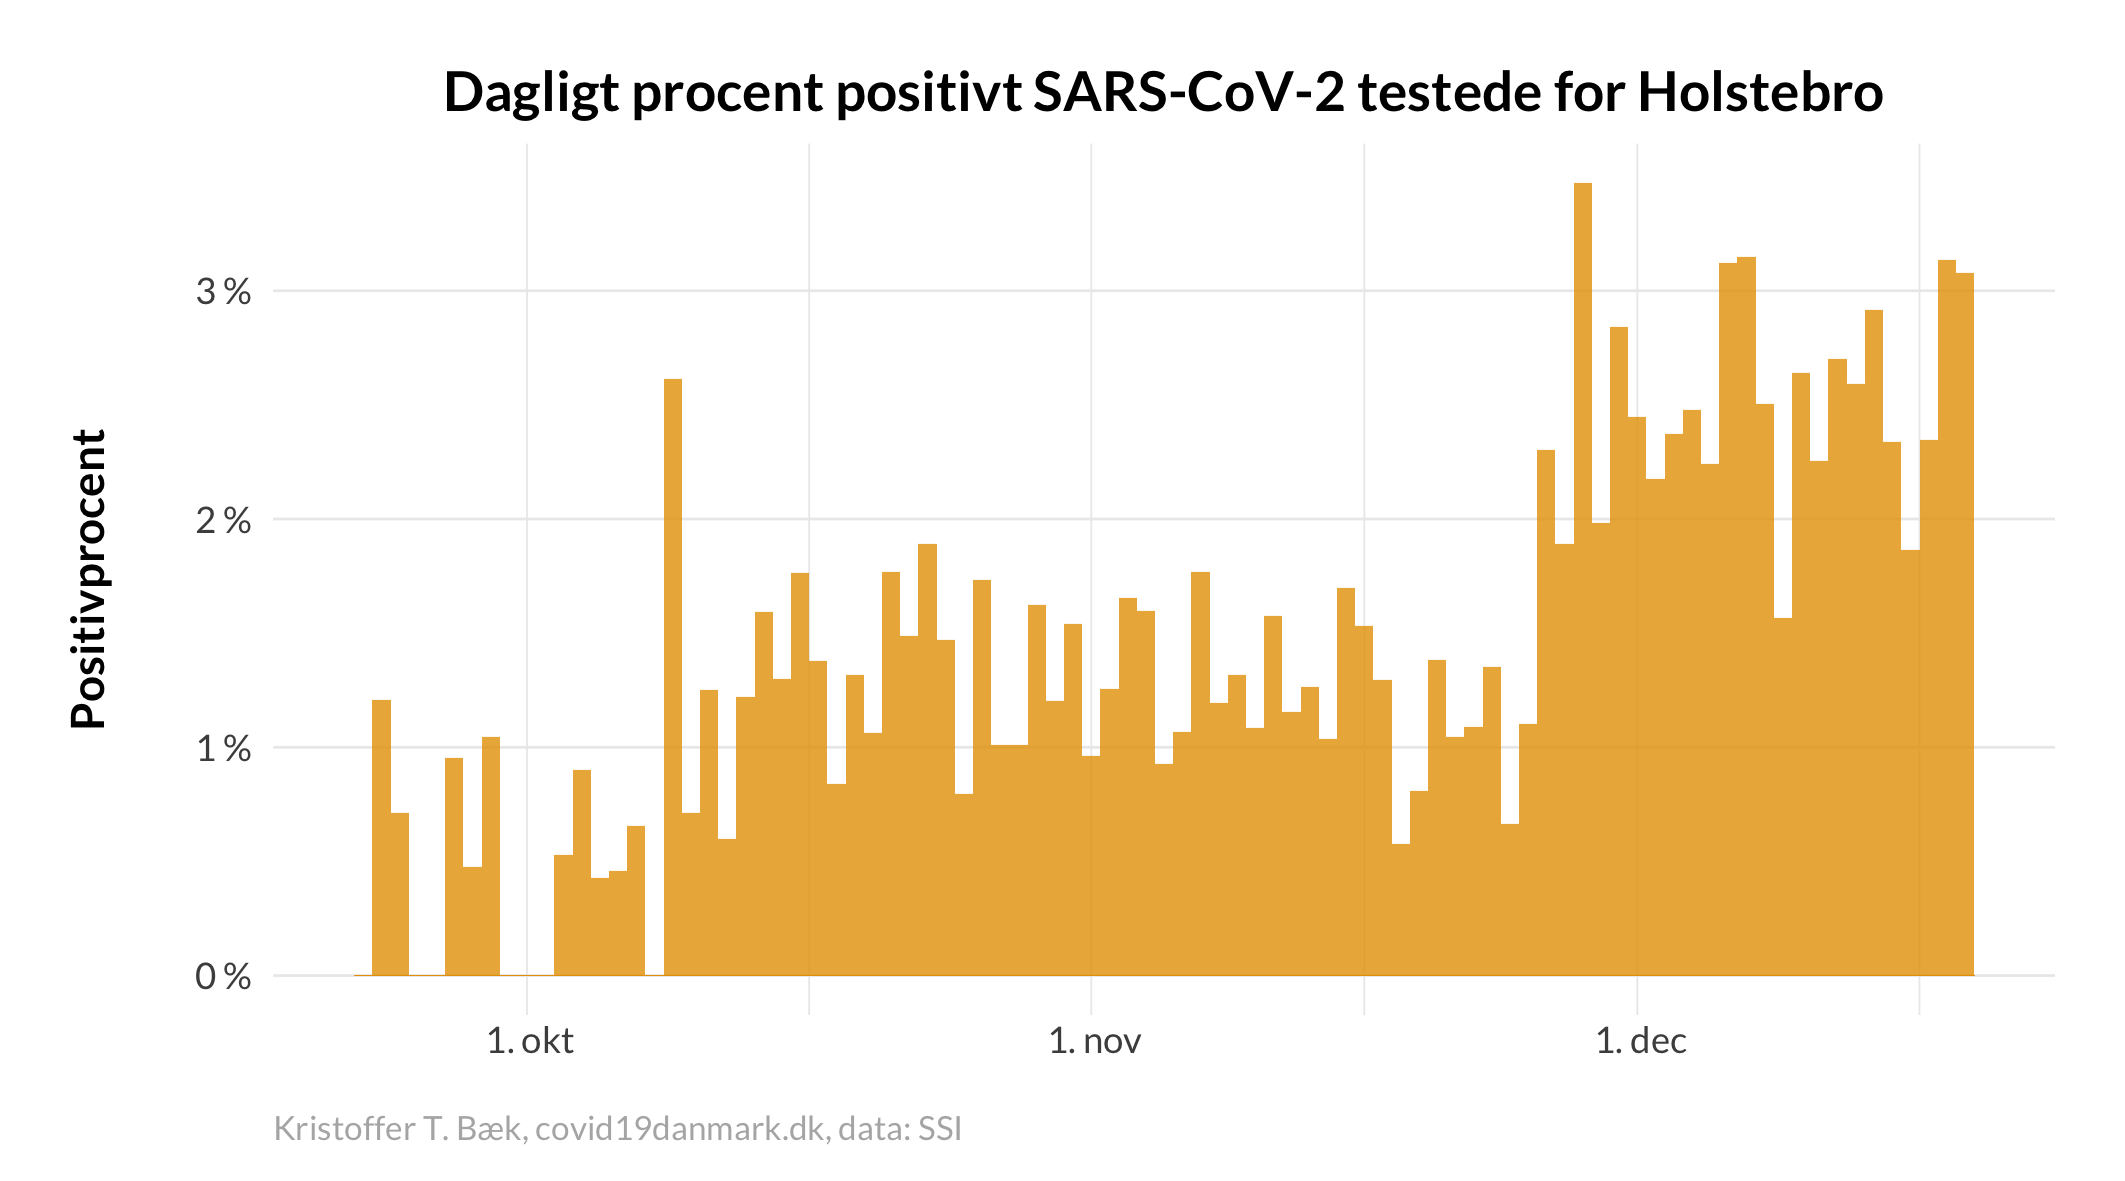 Dagligt procent positivt SARS-CoV-2 testede for Holstebro
Positivprocent
3 %
2 %
1 %
0 %
1. okt
1. nov
1. dec
Kristoffer T. Bæk, covid19danmark.dk, data: SSI